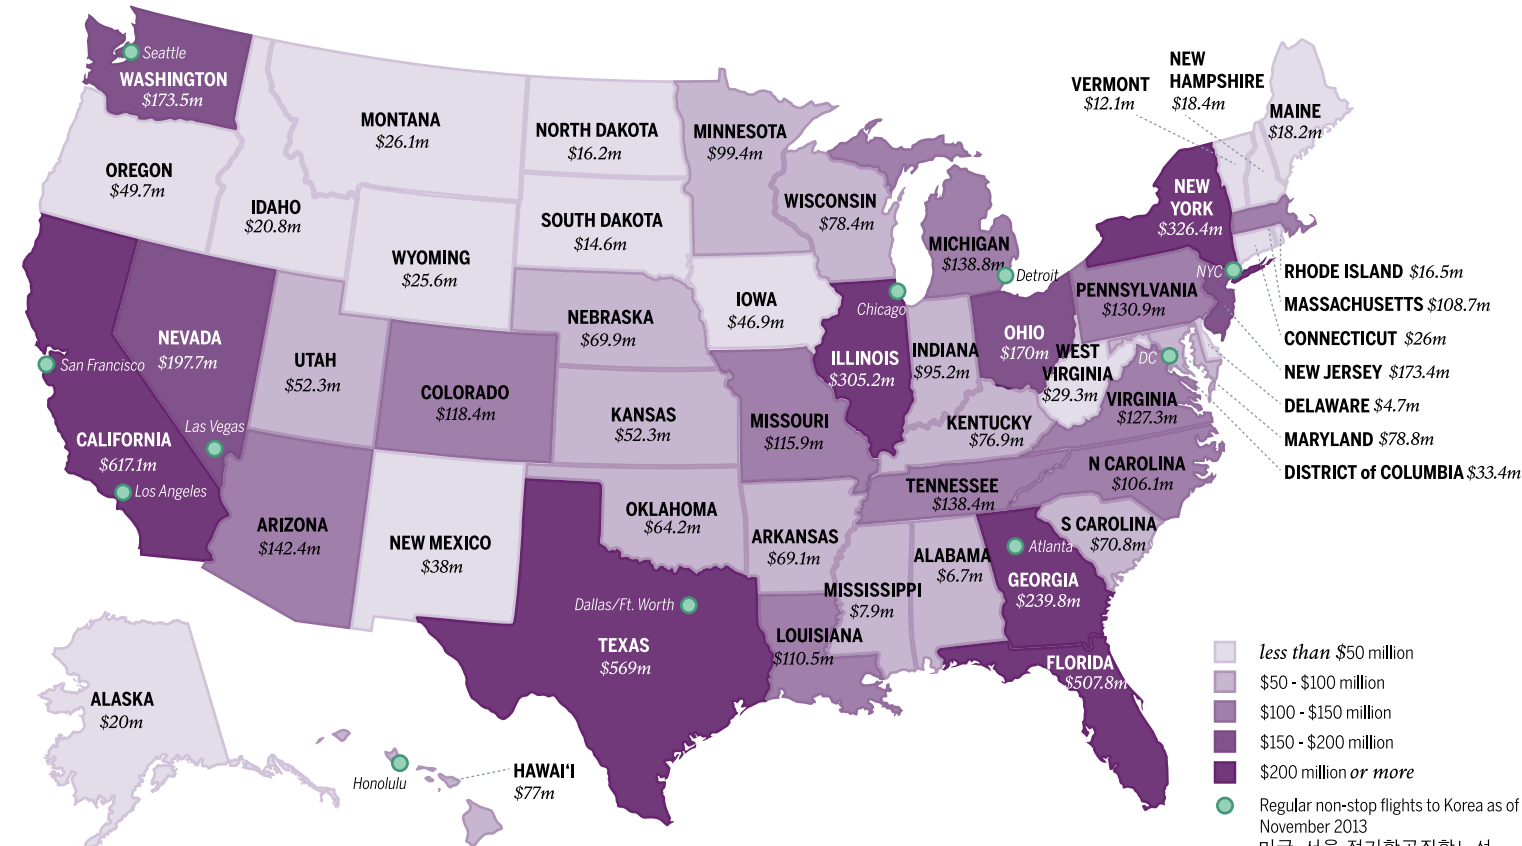 Seattle
WASHINGTON
$173.5m
OREGON
$49.7m
IDAHO
$20.8m
MONTANA
$26.1m
WYOMING
$25.6m
NORTH DAKOTA
$16.2m
SOUTH DAKOTA
$14.6m
MINNESOTA
$99.4m
WISCONSIN
$78.4m
MICHIGAN
$138.8m
Detroit
VERMONT
$12.1m
NEW
HAMPSHIRE
$18.4m
MAINE
$18.2m
NEW
YORK
$326.4m
NYC
PENNSYLVANIA
$130.9m
RHODE ISLAND $16.5m
MASSACHUSETTS $108.7m
CONNECTICUT $26m
NEW JERSEY $173.4m
DELAWARE $4.7m
MARYLAND $78.8m
DISTRICT of COLUMBIA $33.4m
San Francisco
CALIFORNIA
$617.1m
Los Angeles
NEVADA
$197.7m
Las Vegas
UTAH
$52.3m
COLORADO
$118.4m
ARIZONA
$142.4m
NEW MEXICO
$38m
NEBRASKA
$69.9m
KANSAS
$52.3m
OKLAHOMA
$64.2m
IOWA
$46.9m
MISSOURI
$115.9m
ARKANSAS
$69.1m
Chicago
ILLINOIS
$305.2m
INDIANA
$95.2m
OHIO
$170m
WEST
VIRGINIA
$29.3m
DC
VIRGINIA
$127.3m
KENTUCKY
$76.9m
TENNESSEE
$138.4m
N CAROLINA
$106.1m
S CAROLINA
$70.8m
Atlanta
GEORGIA
$239.8m
ALABAMA
$6.7m
MISSISSIPPI
$7.9m
LOUISIANA
$110.5m
Dallas/Ft. Worth
TEXAS
$569m
FLORIDA
$507.8m
ALASKA
$20m
Honolulu
HAWAI‘I
$77m
less than $50 million
$50 - $100 million
$100 - $150 million
$150 - $200 million
$200 million or more
Regular non-stop flights to Korea as of
November 2013